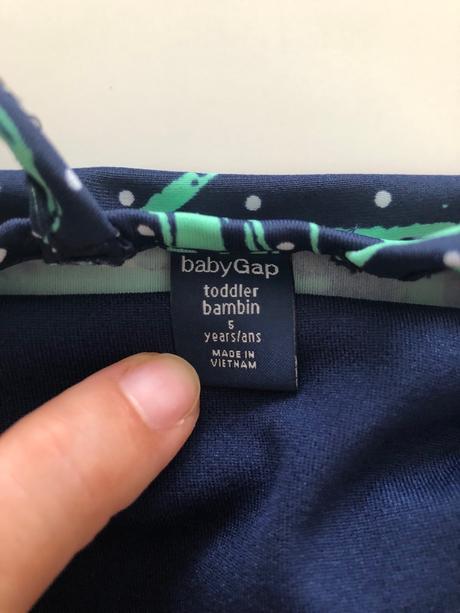 babyGap
toddler
bambin
5
years/ans
MADE IN
VIETNAM